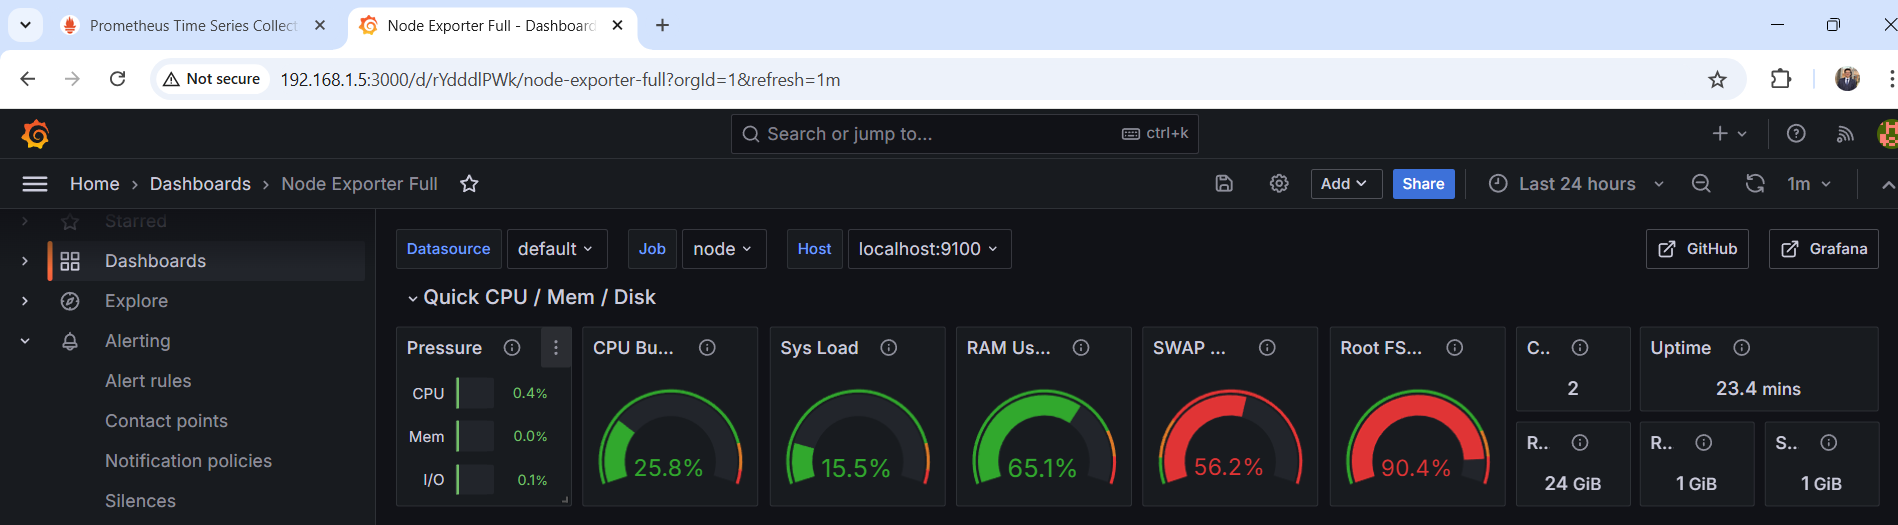 Prometheus Time Series Collect
Node Exporter Full - Dashboard
Not secure
192.168.1.5:3000/d/rYdddlPWk/node-exporter-full?orgId=1&refresh=1m
Search or jump to...
ctrl+k
Home › Dashboards › Node Exporter Full
Add
Share
Last 24 hours
1m
Starred
Dashboards
Explore
Alerting
Alert rules
Contact points
Notification policies
Silences
Datasource
default
Job
node
Host
localhost:9100
GitHub
Grafana
Quick CPU / Mem / Disk
Pressure
CPU 0.4%
Mem 0.0%
I/O 0.1%
CPU Bu...
25.8%
Sys Load
15.5%
RAM Us...
65.1%
SWAP ...
56.2%
Root FS...
90.4%
C..
2
Uptime
23.4 mins
R..
24 GiB
R..
1 GiB
S..
1 GiB